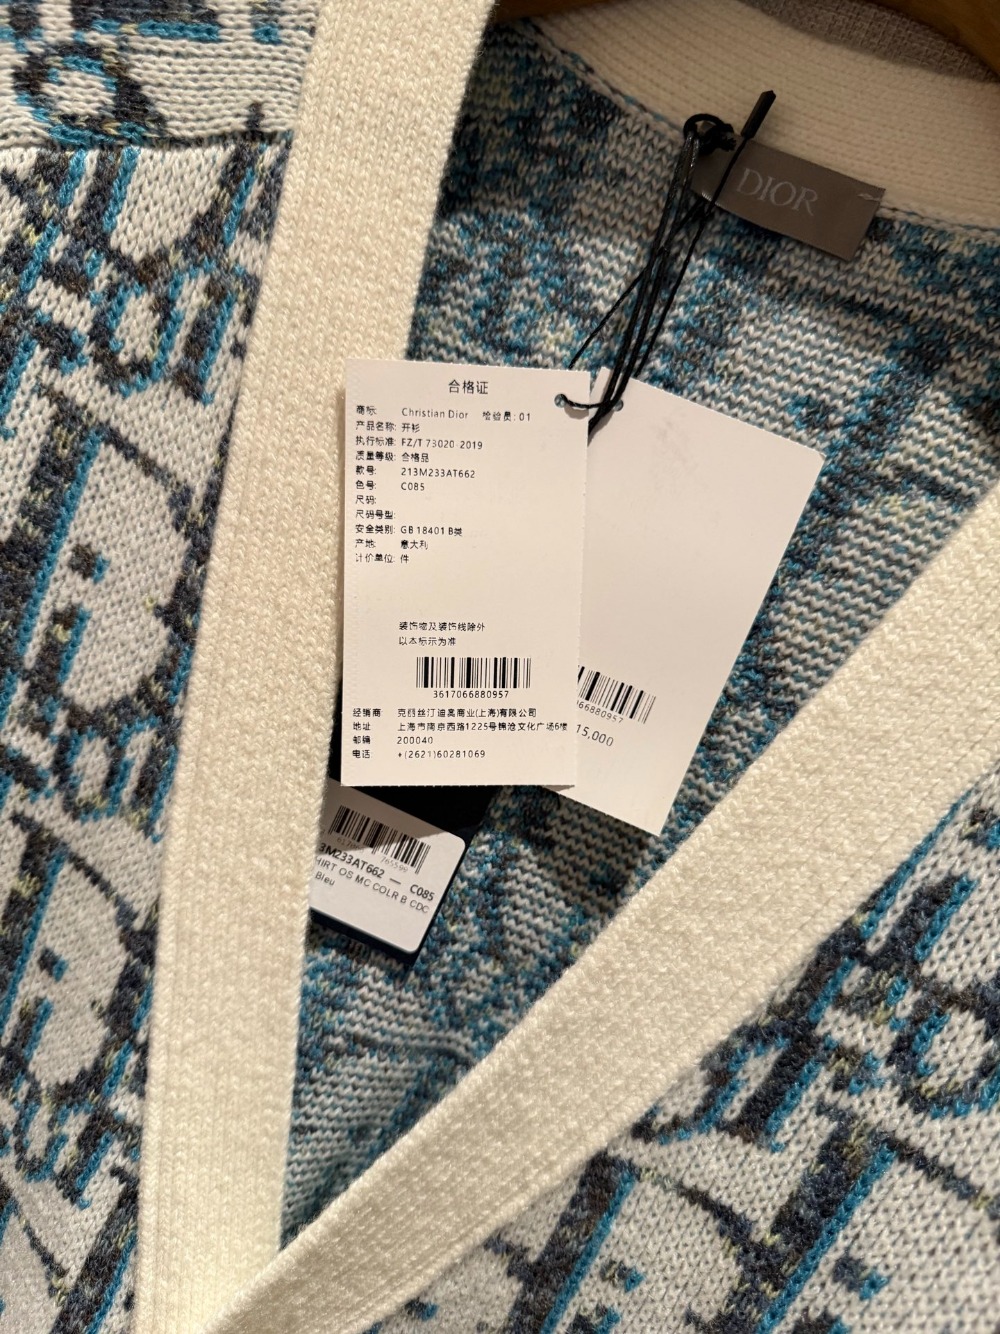 DIOR
合格证
商标: Christian Dior 检验员: 01
产品名称: 开衫
执行标准: FZ/T 73020-2019
质量等级: 合格品
款号: 213M233AT662
色号: C085
尺码:
尺码号型:
安全类别: GB 18401 B类
产地: 意大利
计价单位: 件
装饰物及装饰线除外
以本标示为准
3617066880957
经销商 克丽丝汀迪奥商业(上海)有限公司
地址 上海市南京西路1225号锦沧文化广场6楼
邮编 200040
电话 +(2621)60281069
66880957
15,000
3M233AT662 — C085
HIRT OS MC COLR B CDC
Bleu